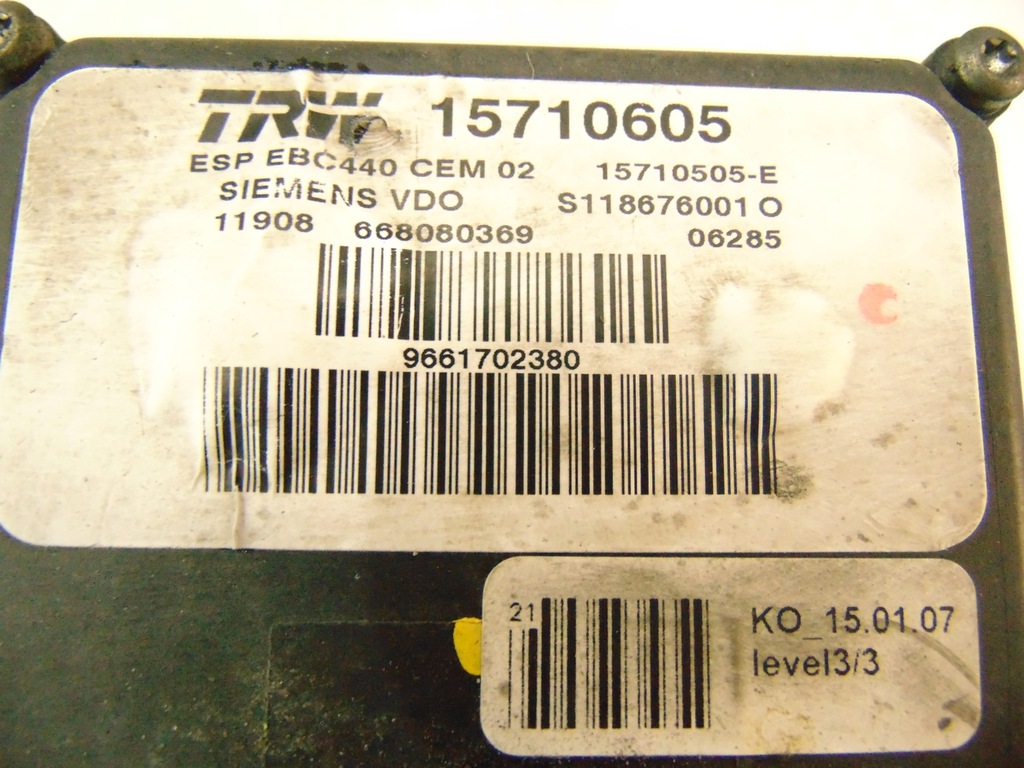 TRW 15710605
ESP EBC440 CEM 02 15710505-E
SIEMENS VDO S118676001 O
11908 668080369 06285
9661702380
21
KO_15.01.07
level3/3